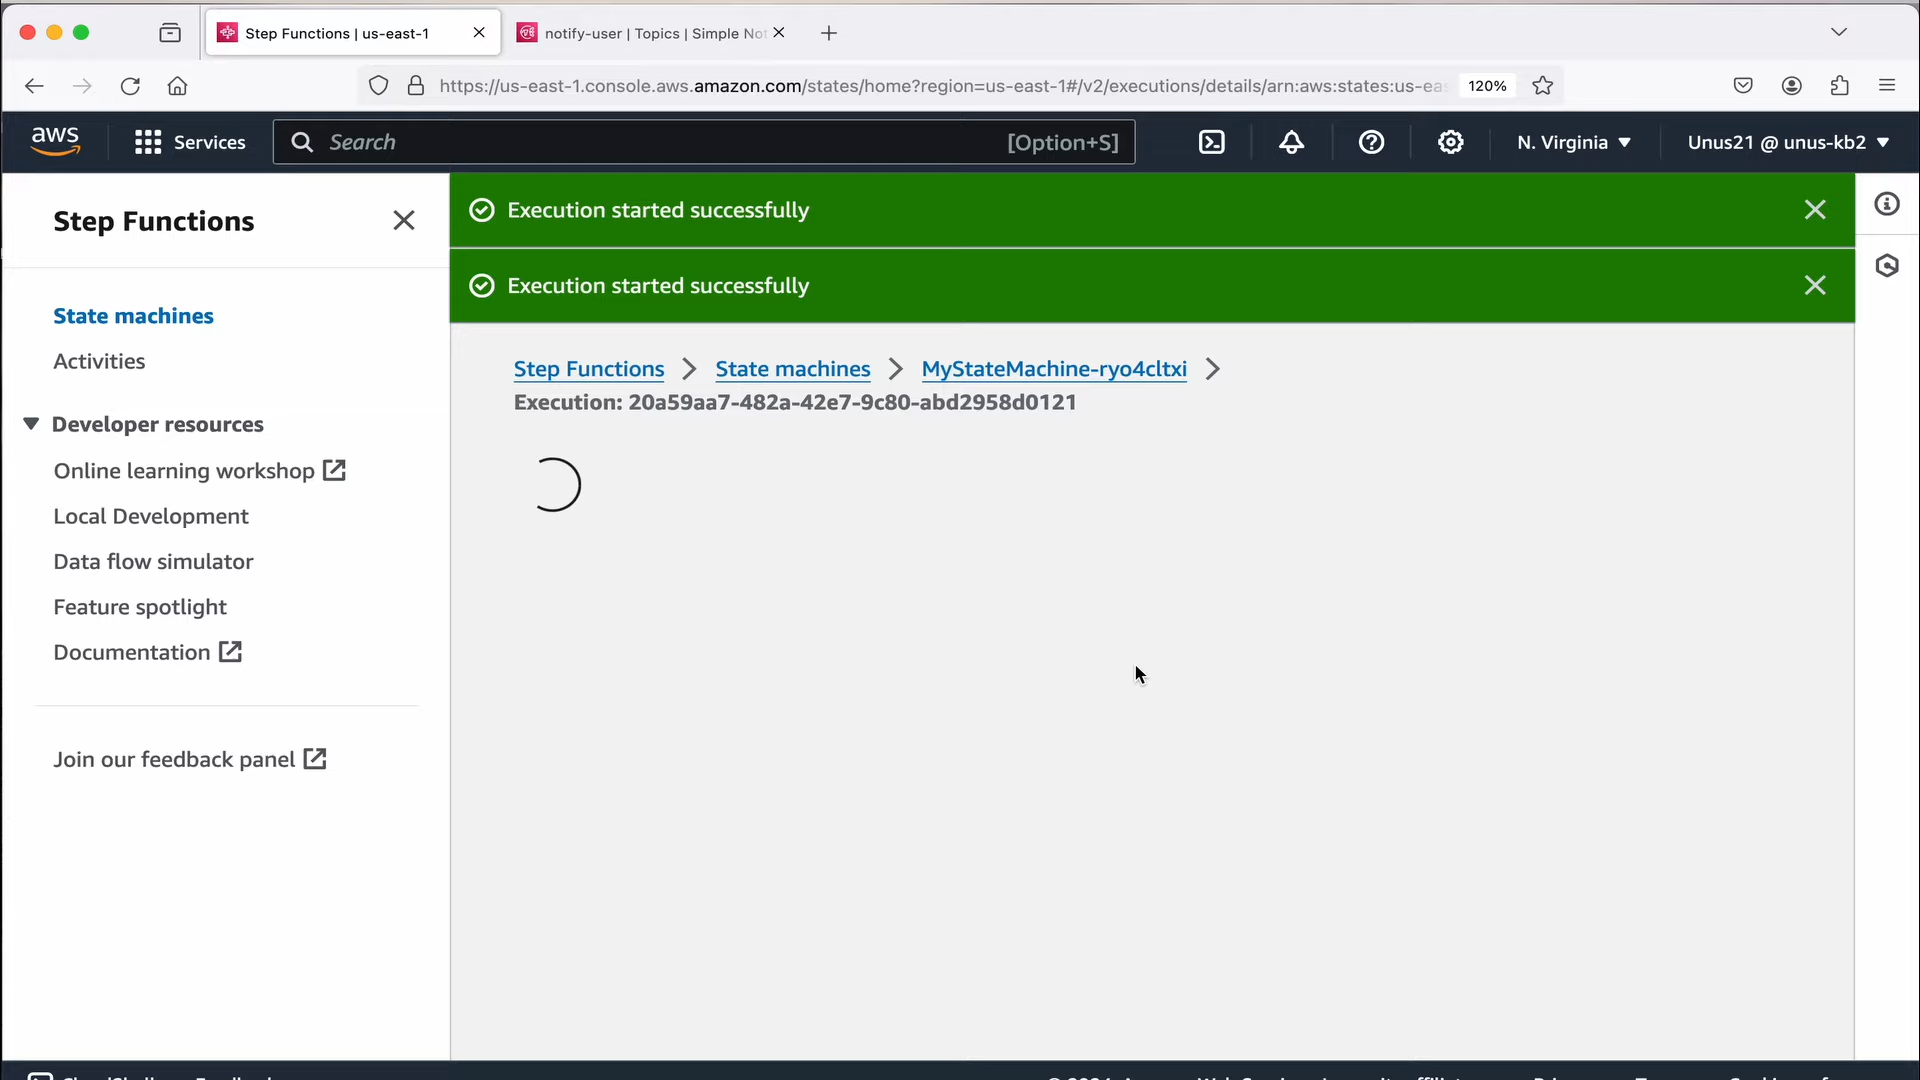 Step Functions | us-east-1
notify-user | Topics | Simple Not
https://us-east-1.console.aws.amazon.com/states/home?region=us-east-1#/v2/executions/details/arn:aws:states:us-eas
120%
aws
Services
Search
[Option+S]
N. Virginia
Unus21 @ unus-kb2
Step Functions
State machines
Activities
Developer resources
Online learning workshop
Local Development
Data flow simulator
Feature spotlight
Documentation
Join our feedback panel
Execution started successfully
Execution started successfully
Step Functions
State machines
MyStateMachine-ryo4cltxi
Execution: 20a59aa7-482a-42e7-9c80-abd2958d0121